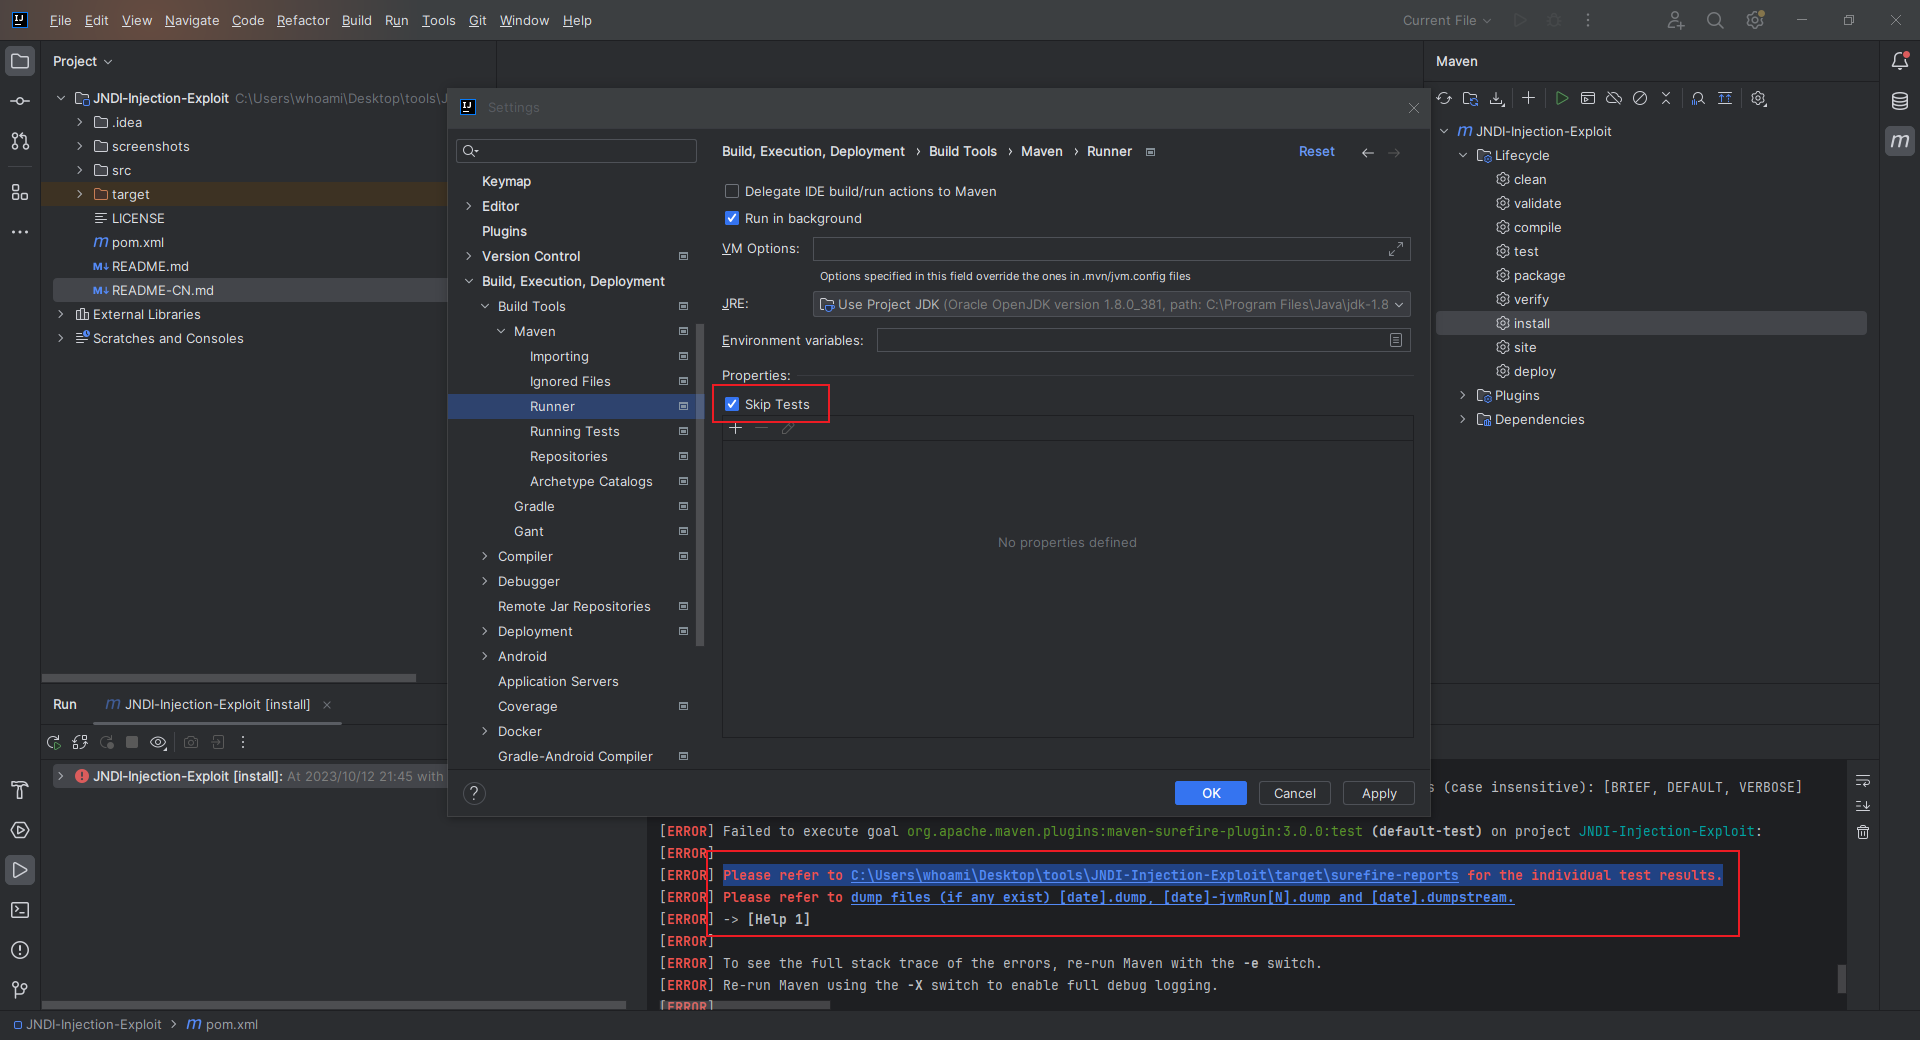 File Edit View Navigate Code Refactor Build Run Tools Git Window Help
Current File
Project
JNDI-Injection-Exploit C:\Users\whoami\Desktop\tools\J
.idea
screenshots
src
target
LICENSE
pom.xml
README.md
README-CN.md
External Libraries
Scratches and Consoles
Settings
Keymap
Editor
Plugins
Version Control
Build, Execution, Deployment
Build Tools
Maven
Importing
Ignored Files
Runner
Running Tests
Repositories
Archetype Catalogs
Gradle
Gant
Compiler
Debugger
Remote Jar Repositories
Deployment
Android
Application Servers
Coverage
Docker
Gradle-Android Compiler
Build, Execution, Deployment › Build Tools › Maven › Runner
Reset
Delegate IDE build/run actions to Maven
Run in background
VM Options:
Options specified in this field override the ones in .mvn/jvm.config files
JRE: Use Project JDK (Oracle OpenJDK version 1.8.0_381, path: C:\Program Files\Java\jdk-1.8
Environment variables:
Properties:
Skip Tests
No properties defined
?
OK Cancel Apply
Maven
JNDI-Injection-Exploit
Lifecycle
clean
validate
compile
test
package
verify
install
site
deploy
Plugins
Dependencies
Run JNDI-Injection-Exploit [install]
JNDI-Injection-Exploit [install]: At 2023/10/12 21:45 with
s (case insensitive): [BRIEF, DEFAULT, VERBOSE]
[ERROR] Failed to execute goal org.apache.maven.plugins:maven-surefire-plugin:3.0.0:test (default-test) on project JNDI-Injection-Exploit:
[ERROR]
[ERROR] Please refer to C:\Users\whoami\Desktop\tools\JNDI-Injection-Exploit\target\surefire-reports for the individual test results.
[ERROR] Please refer to dump files (if any exist) [date].dump, [date]-jvmRun[N].dump and [date].dumpstream.
[ERROR] -> [Help 1]
[ERROR]
[ERROR] To see the full stack trace of the errors, re-run Maven with the -e switch.
[ERROR] Re-run Maven using the -X switch to enable full debug logging.
[ERROR]
JNDI-Injection-Exploit › pom.xml